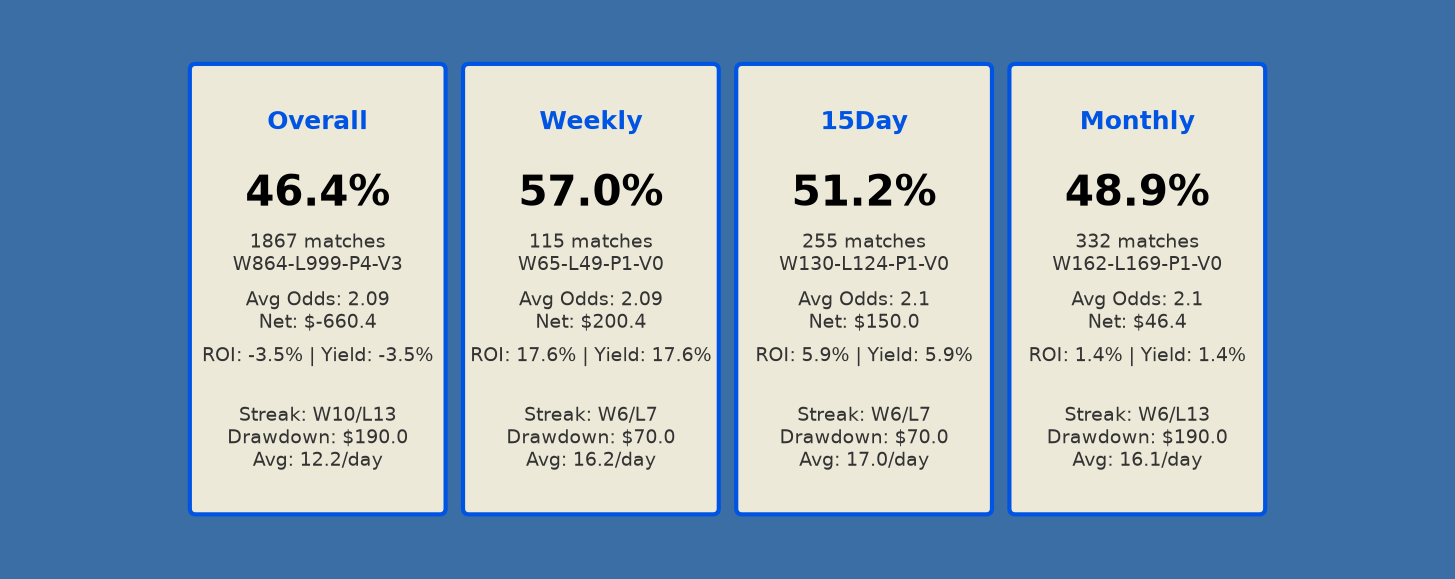 Overall
46.4%
1867 matches
W864-L999-P4-V3
Avg Odds: 2.09
Net: $-660.4
ROI: -3.5% | Yield: -3.5%
Streak: W10/L13
Drawdown: $190.0
Avg: 12.2/day
Weekly
57.0%
115 matches
W65-L49-P1-V0
Avg Odds: 2.09
Net: $200.4
ROI: 17.6% | Yield: 17.6%
Streak: W6/L7
Drawdown: $70.0
Avg: 16.2/day
15Day
51.2%
255 matches
W130-L124-P1-V0
Avg Odds: 2.1
Net: $150.0
ROI: 5.9% | Yield: 5.9%
Streak: W6/L7
Drawdown: $70.0
Avg: 17.0/day
Monthly
48.9%
332 matches
W162-L169-P1-V0
Avg Odds: 2.1
Net: $46.4
ROI: 1.4% | Yield: 1.4%
Streak: W6/L13
Drawdown: $190.0
Avg: 16.1/day